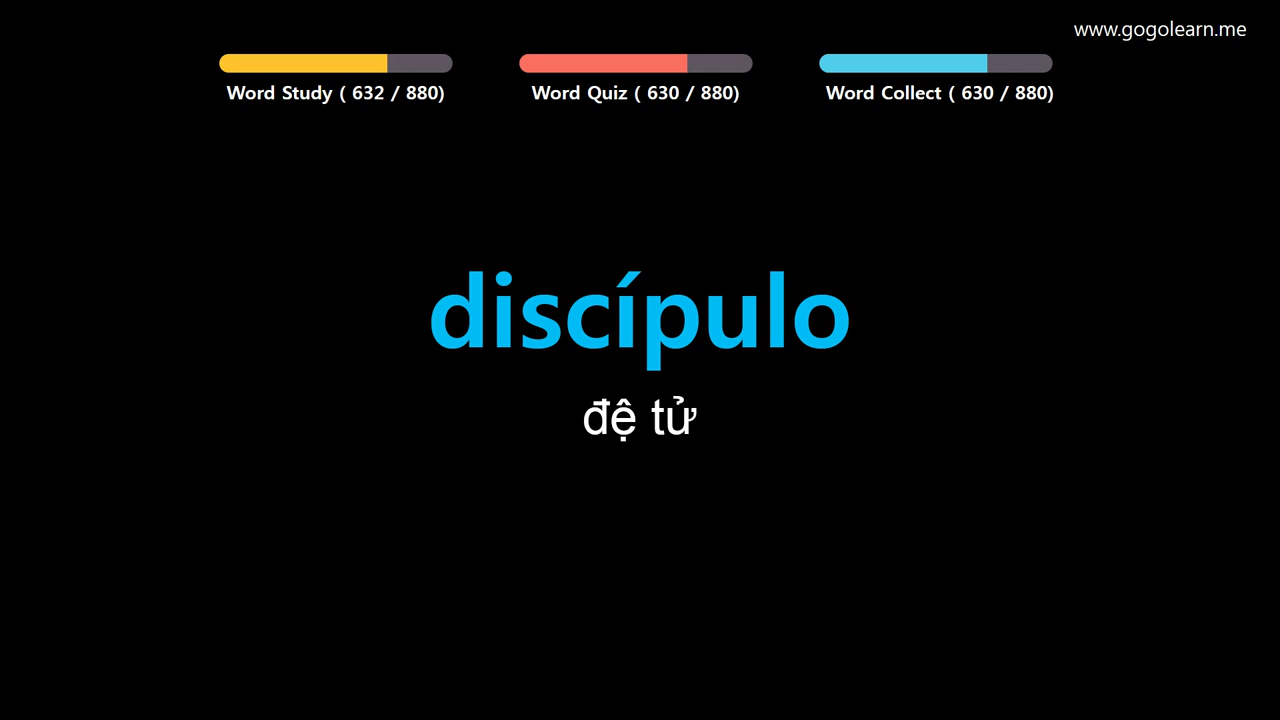 www.gogolearn.me
Word Study ( 632 / 880)
Word Quiz ( 630 / 880)
Word Collect ( 630 / 880)
discípulo
đệ tử